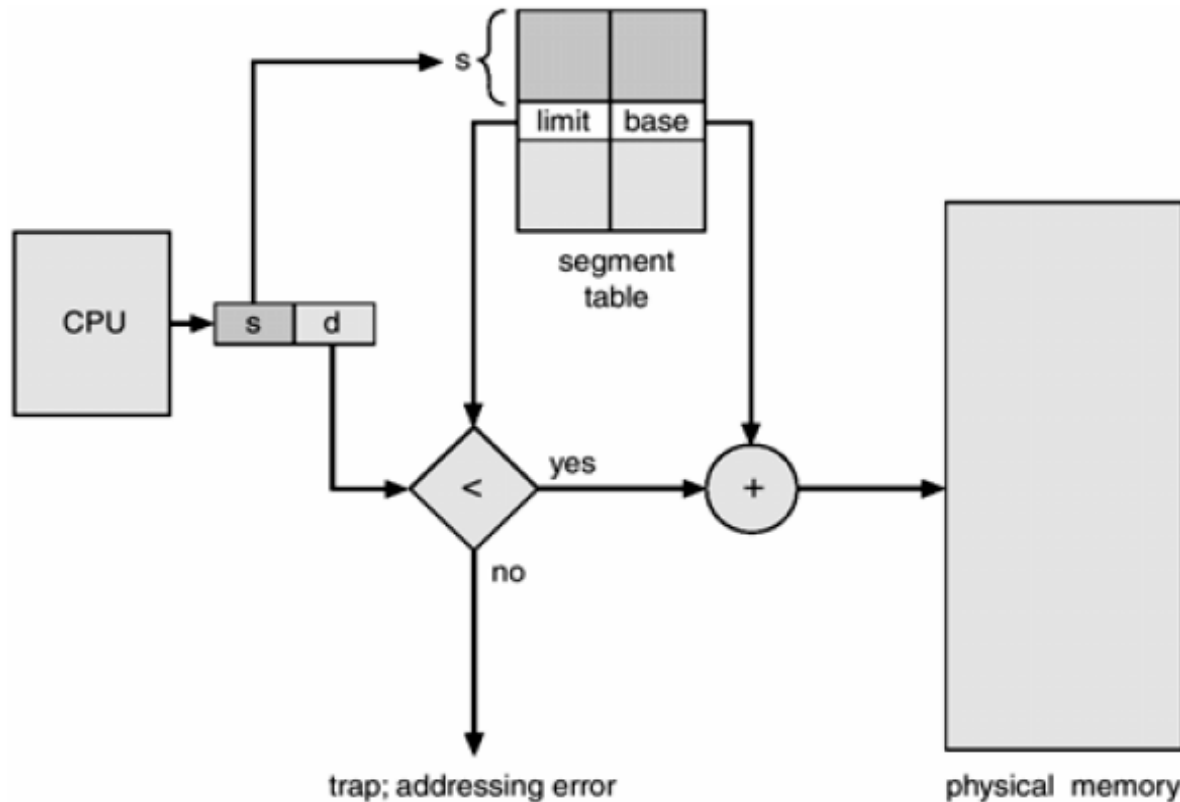 s
limit base
segment
table
CPU
s d
<
yes
+
no
trap; addressing error
physical memory